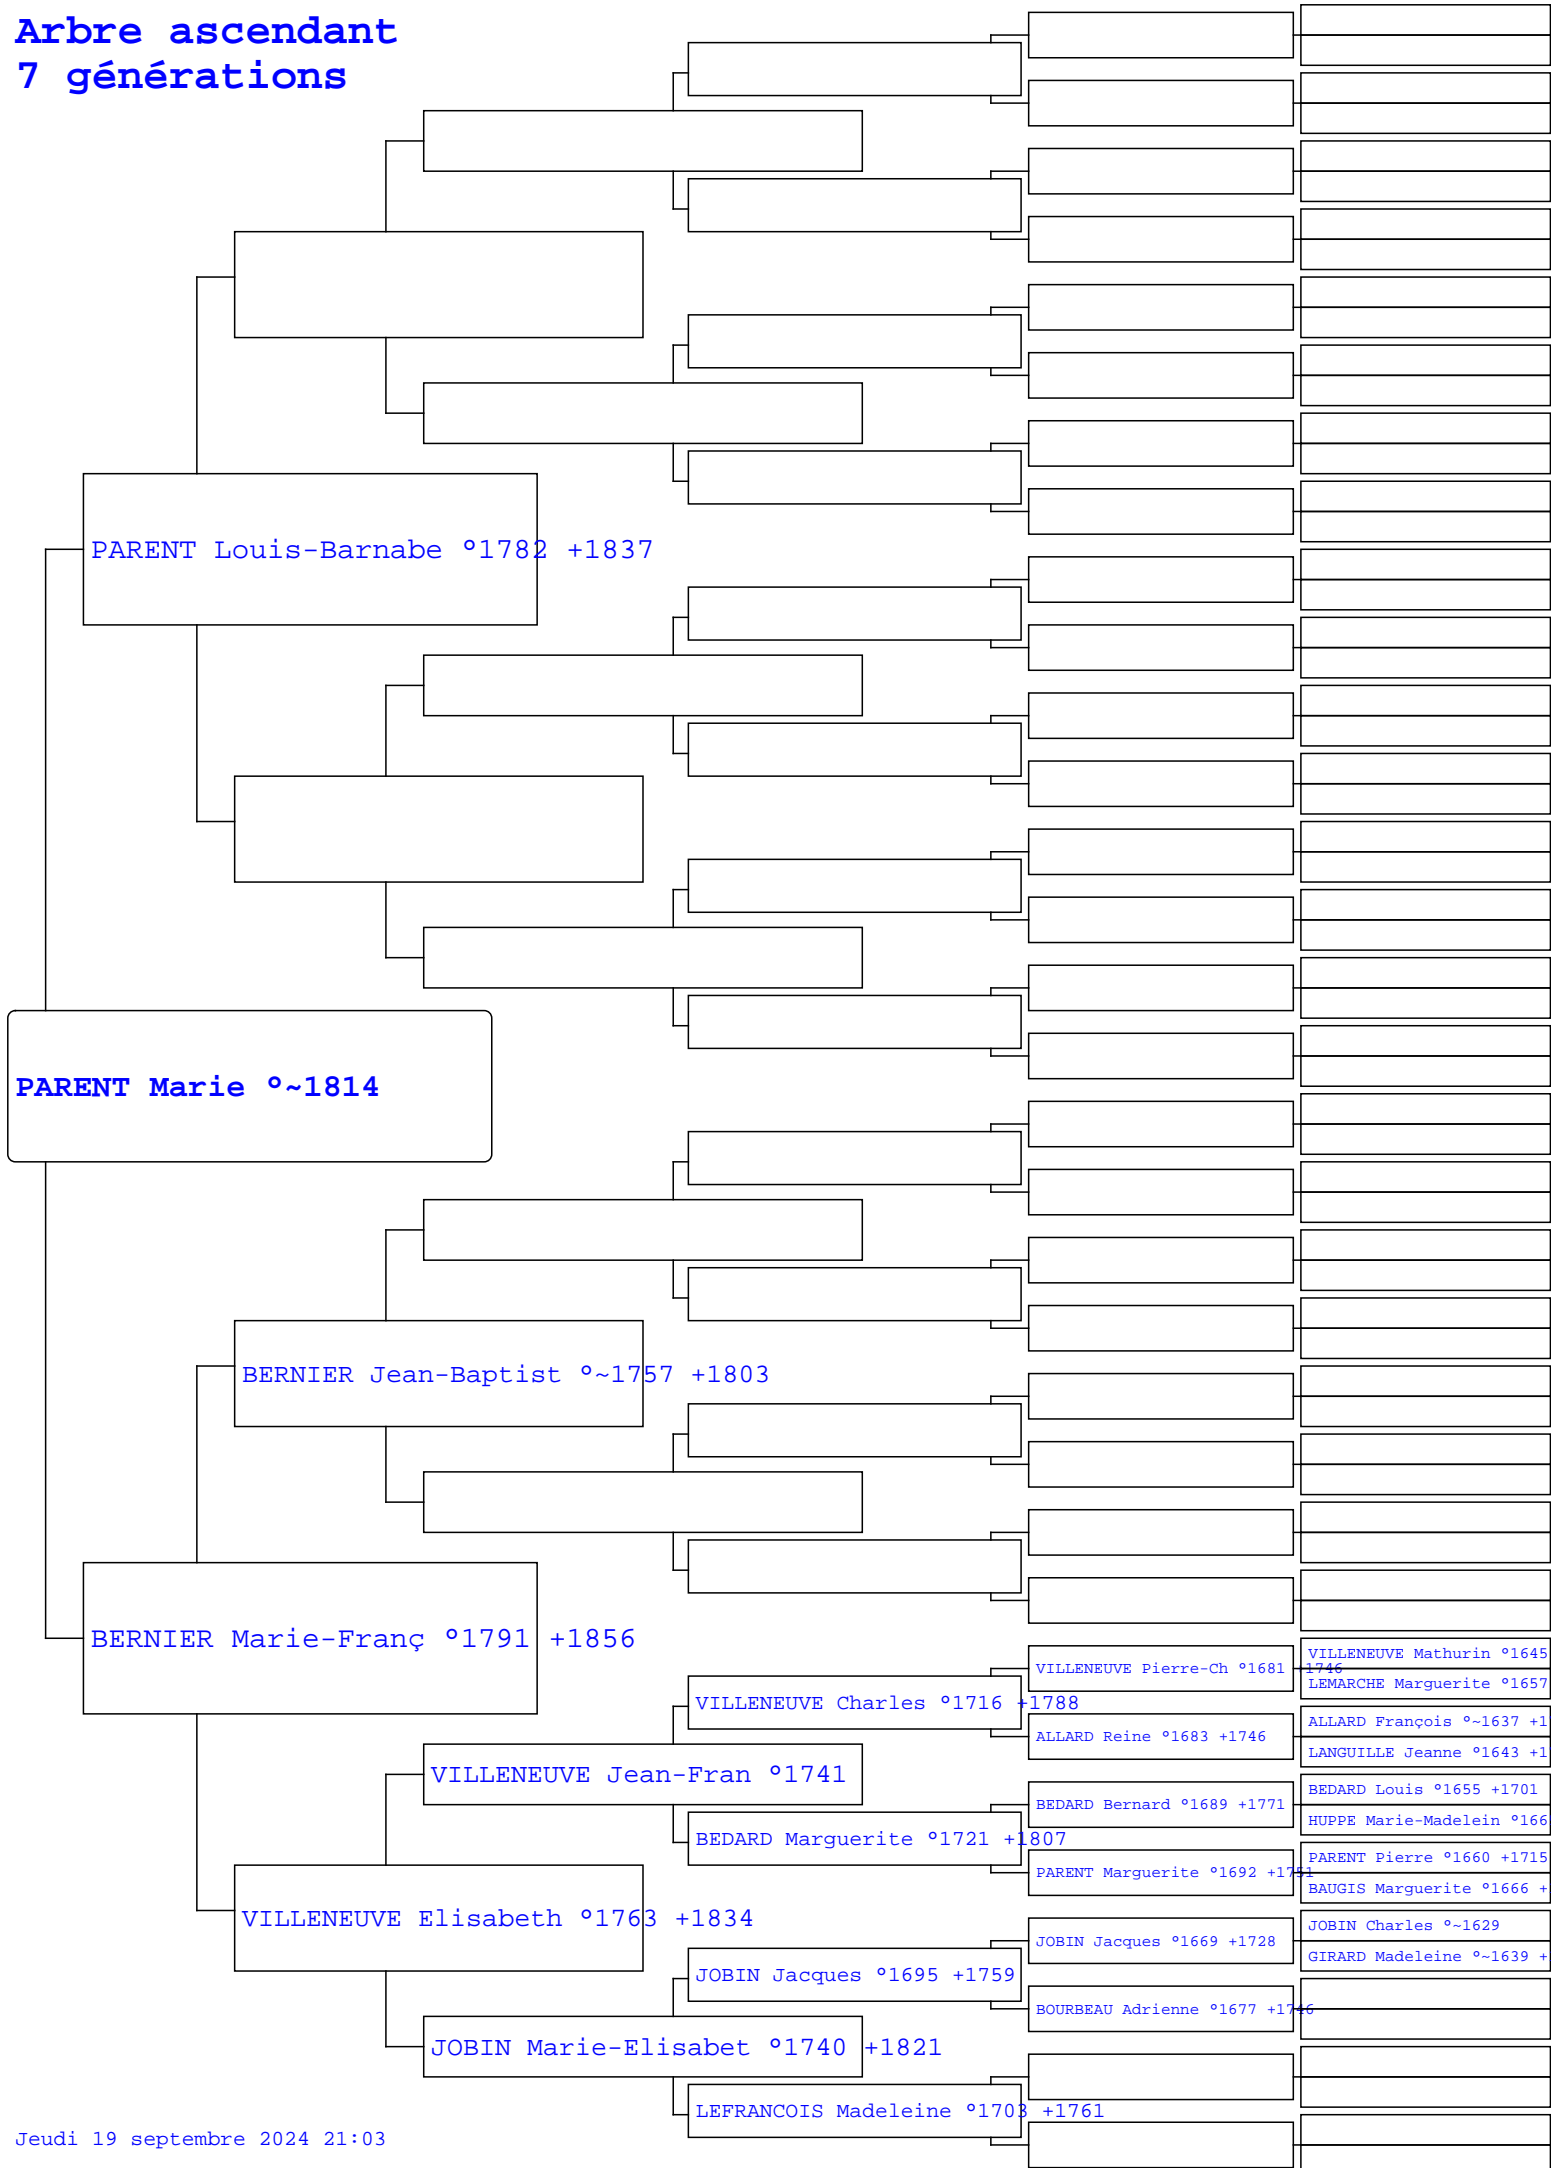 Arbre ascendant
7 générations
PARENT Louis-Barnabe °1782 +1837
PARENT Marie °~1814
BERNIER Jean-Baptist °~1757 +1803
BERNIER Marie-Franç °1791 +1856
VILLENEUVE Mathurin °1645
VILLENEUVE Pierre-Ch °1681 +1746
LEMARCHE Marguerite °1657
VILLENEUVE Charles °1716 +1788
ALLARD François °~1637 +1
ALLARD Reine °1683 +1746
LANGUILLE Jeanne °1643 +1
VILLENEUVE Jean-Fran °1741
BEDARD Louis °1655 +1701
BEDARD Bernard °1689 +1771
HUPPE Marie-Madelein °166
BEDARD Marguerite °1721 +1807
PARENT Pierre °1660 +1715
PARENT Marguerite °1692 +1751
BAUGIS Marguerite °1666 +
VILLENEUVE Elisabeth °1763 +1834
JOBIN Charles °~1629
JOBIN Jacques °1669 +1728
GIRARD Madeleine °~1639 +
JOBIN Jacques °1695 +1759
BOURBEAU Adrienne °1677 +1746
JOBIN Marie-Elisabet °1740 +1821
LEFRANCOIS Madeleine °1703 +1761
Jeudi 19 septembre 2024 21:03